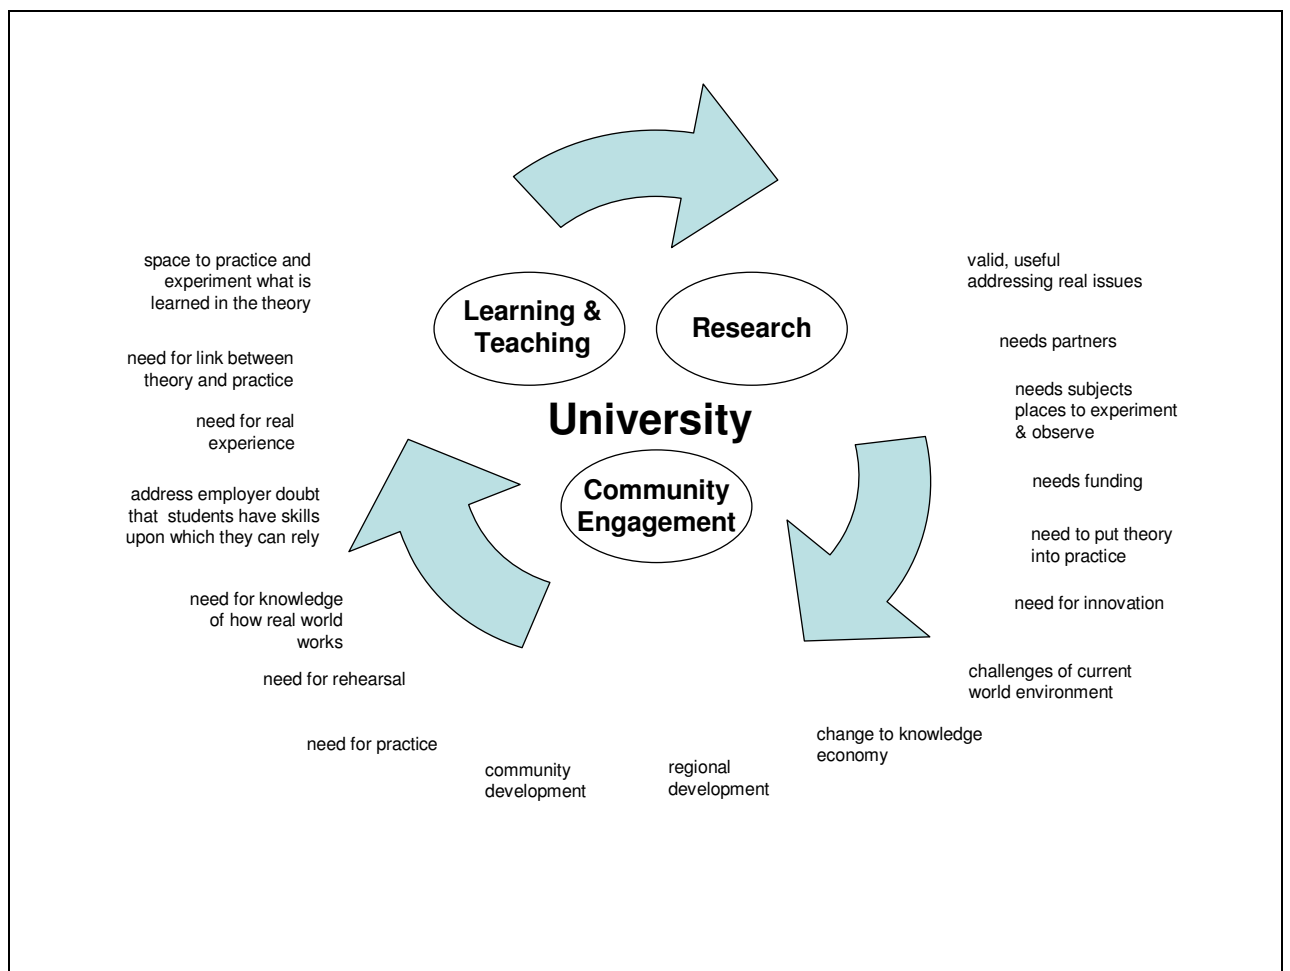 space to practice and
experiment what is
learned in the theory
need for link between
theory and practice
need for real
experience
address employer doubt
that students have skills
upon which they can rely
need for knowledge
of how real world
works
need for rehearsal
need for practice
Learning &
Teaching
Research
University
Community
Engagement
valid, useful
addressing real issues
needs partners
needs subjects
places to experiment
& observe
needs funding
need to put theory
into practice
need for innovation
challenges of current
world environment
change to knowledge
economy
regional
development
community
development